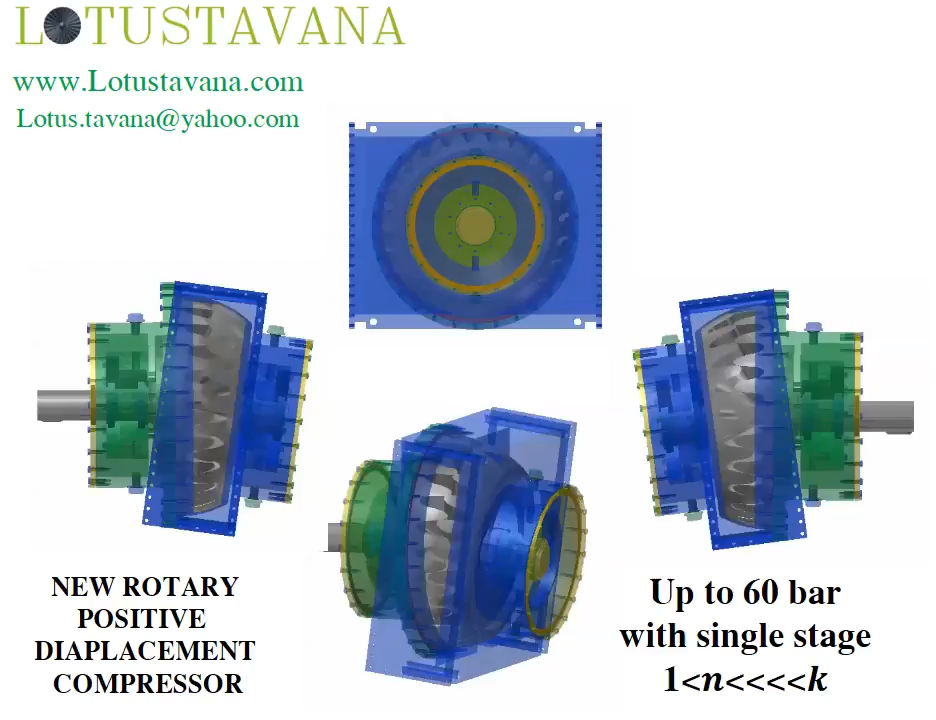 LOTUSTAVANA
www.Lotustavana.com
Lotus.tavana@yahoo.com
NEW ROTARY
POSITIVE
DIAPLACEMENT
COMPRESSOR
Up to 60 bar
with single stage
1<n<<<<k